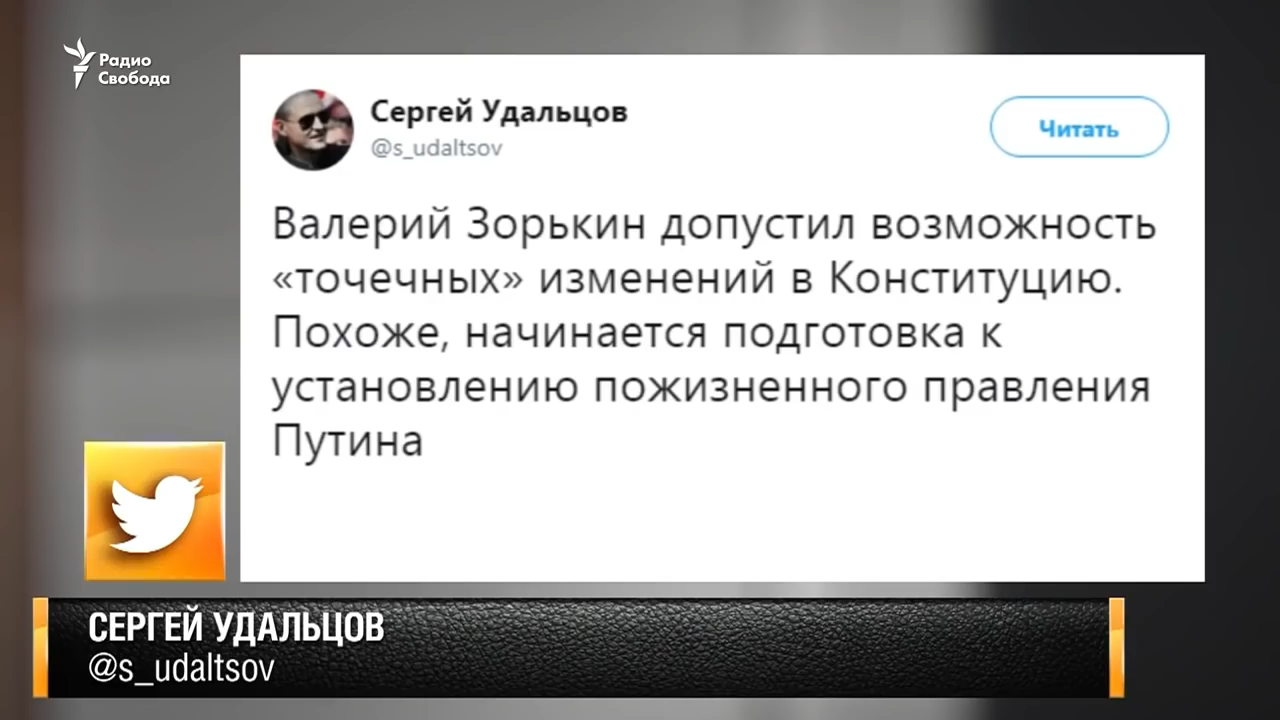 Радио
Свобода
Сергей Удальцов
@s_udaltsov
Читать
Валерий Зорькин допустил возможность
«точечных» изменений в Конституцию.
Похоже, начинается подготовка к
установлению пожизненного правления
Путина
СЕРГЕЙ УДАЛЬЦОВ
@s_udaltsov